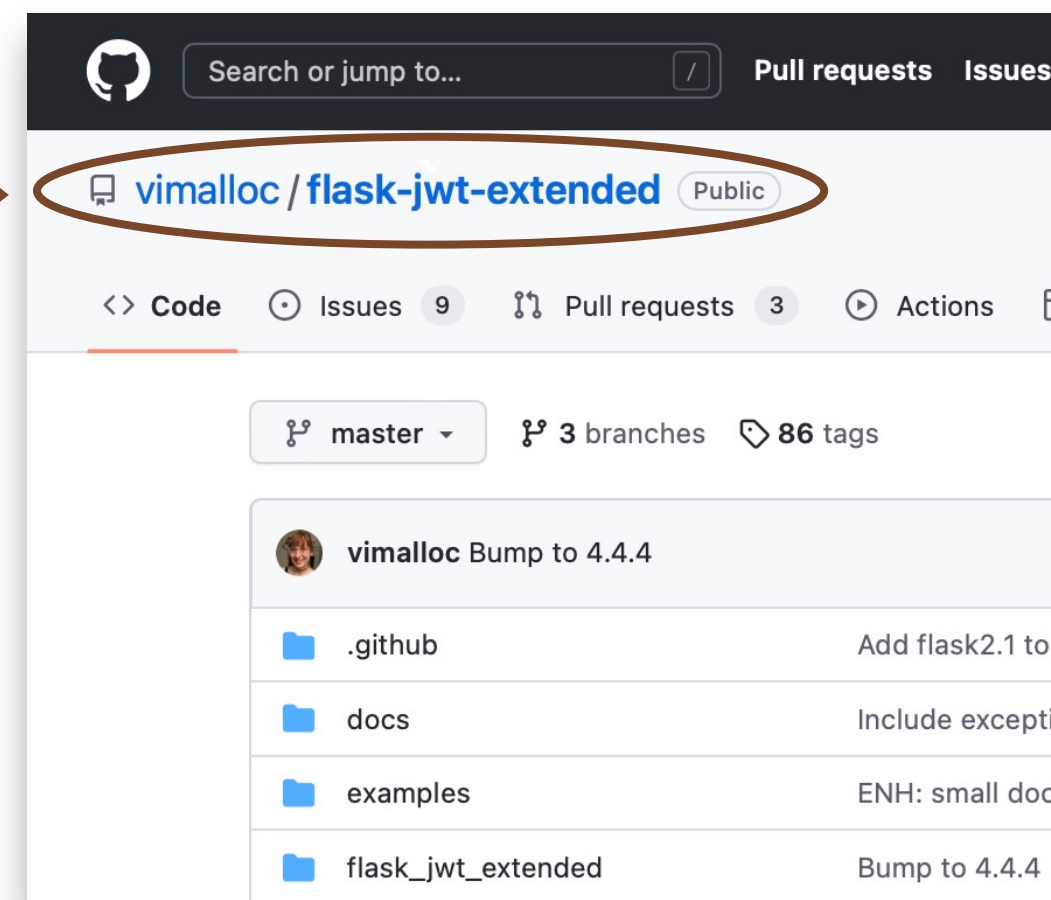 Search or jump to... / Pull requests Issues
vimalloc / flask-jwt-extended Public
<> Code Issues 9 Pull requests 3 Actions
master 3 branches 86 tags
vimalloc Bump to 4.4.4
.github Add flask2.1 to
docs Include excepti
examples ENH: small doc
flask_jwt_extended Bump to 4.4.4